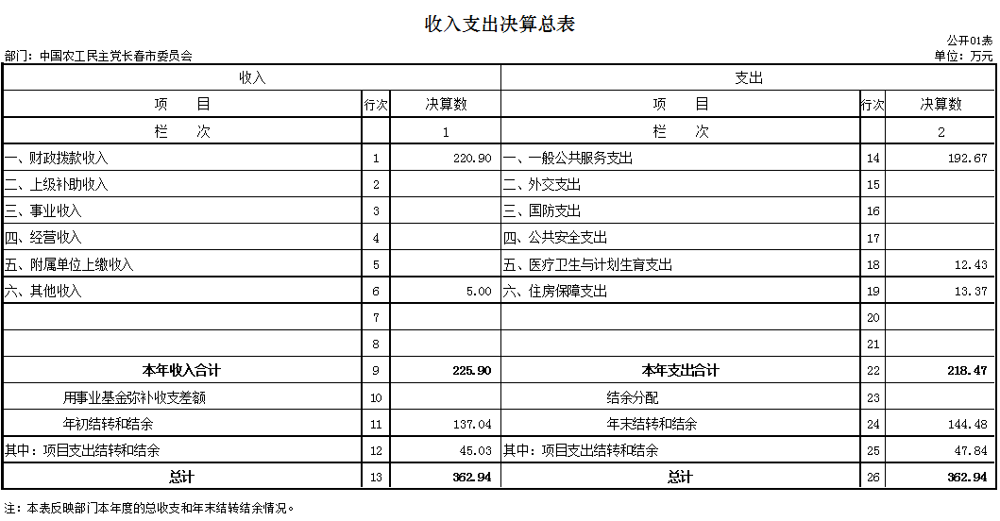 收入支出决算总表
公开01表
部门：中国农工民主党长春市委员会 单位：万元
收入 支出
项 目 行次 决算数 项 目 行次 决算数
栏 次 1 栏 次 2
一、财政拨款收入 1 220.90 一、一般公共服务支出 14 192.67
二、上级补助收入 2 二、外交支出 15
三、事业收入 3 三、国防支出 16
四、经营收入 4 四、公共安全支出 17
五、附属单位上缴收入 5 五、医疗卫生与计划生育支出 18 12.43
六、其他收入 6 5.00 六、住房保障支出 19 13.37
7 20
8 21
本年收入合计 9 225.90 本年支出合计 22 218.47
用事业基金弥补收支差额 10 结余分配 23
年初结转和结余 11 137.04 年末结转和结余 24 144.48
其中：项目支出结转和结余 12 45.03 其中：项目支出结转和结余 25 47.84
总计 13 362.94 总计 26 362.94
注：本表反映部门本年度的总收支和年末结转结余情况。